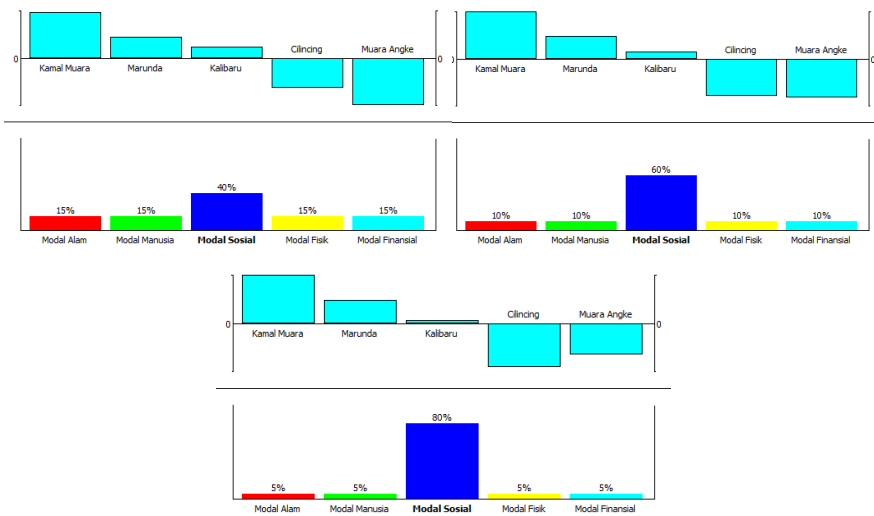 Cilincing Muara Angke
0 0
Kamal Muara Marunda Kalibaru
40%
15% 15% 15% 15%
Modal Alam Modal Manusia Modal Sosial Modal Fisik Modal Finansial
Cilincing Muara Angke
0 0
Kamal Muara Marunda Kalibaru
60%
10% 10% 10% 10%
Modal Alam Modal Manusia Modal Sosial Modal Fisik Modal Finansial
Cilincing Muara Angke
0 0
Kamal Muara Marunda Kalibaru
80%
5% 5% 5% 5%
Modal Alam Modal Manusia Modal Sosial Modal Fisik Modal Finansial